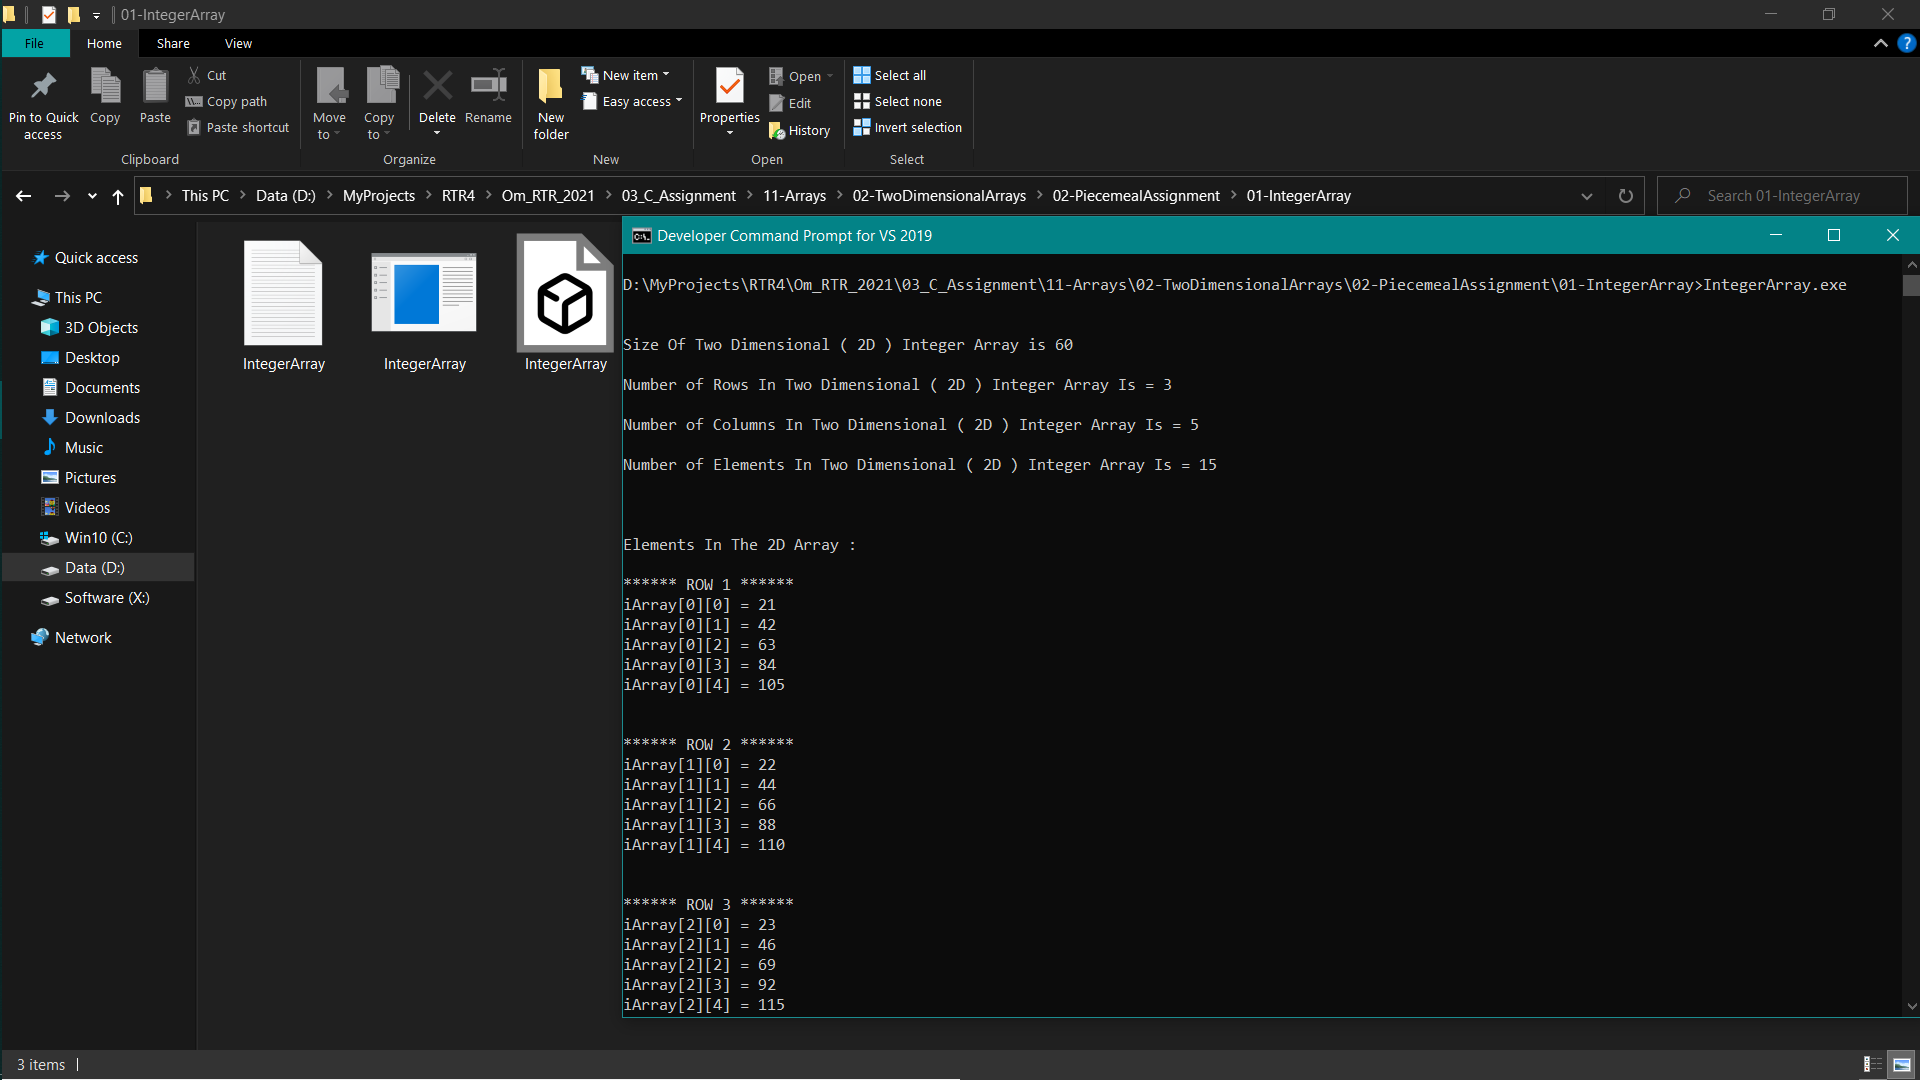 01-IntegerArray
File Home Share View
Pin to Quick access
Copy
Paste
Cut
Copy path
Paste shortcut
Clipboard
Move to
Copy to
Delete
Rename
Organize
New folder
New item
Easy access
New
Properties
Open
Edit
History
Open
Select all
Select none
Invert selection
Select
This PC > Data (D:) > MyProjects > RTR4 > Om_RTR_2021 > 03_C_Assignment > 11-Arrays > 02-TwoDimensionalArrays > 02-PiecemealAssignment > 01-IntegerArray
Search 01-IntegerArray
Quick access
This PC
3D Objects
Desktop
Documents
Downloads
Music
Pictures
Videos
Win10 (C:)
Data (D:)
Software (X:)
Network
IntegerArray
IntegerArray
IntegerArray
Developer Command Prompt for VS 2019
D:\MyProjects\RTR4\Om_RTR_2021\03_C_Assignment\11-Arrays\02-TwoDimensionalArrays\02-PiecemealAssignment\01-IntegerArray>IntegerArray.exe
Size Of Two Dimensional ( 2D ) Integer Array is 60
Number of Rows In Two Dimensional ( 2D ) Integer Array Is = 3
Number of Columns In Two Dimensional ( 2D ) Integer Array Is = 5
Number of Elements In Two Dimensional ( 2D ) Integer Array Is = 15
Elements In The 2D Array :
****** ROW 1 ******
iArray[0][0] = 21
iArray[0][1] = 42
iArray[0][2] = 63
iArray[0][3] = 84
iArray[0][4] = 105
****** ROW 2 ******
iArray[1][0] = 22
iArray[1][1] = 44
iArray[1][2] = 66
iArray[1][3] = 88
iArray[1][4] = 110
****** ROW 3 ******
iArray[2][0] = 23
iArray[2][1] = 46
iArray[2][2] = 69
iArray[2][3] = 92
iArray[2][4] = 115
3 items